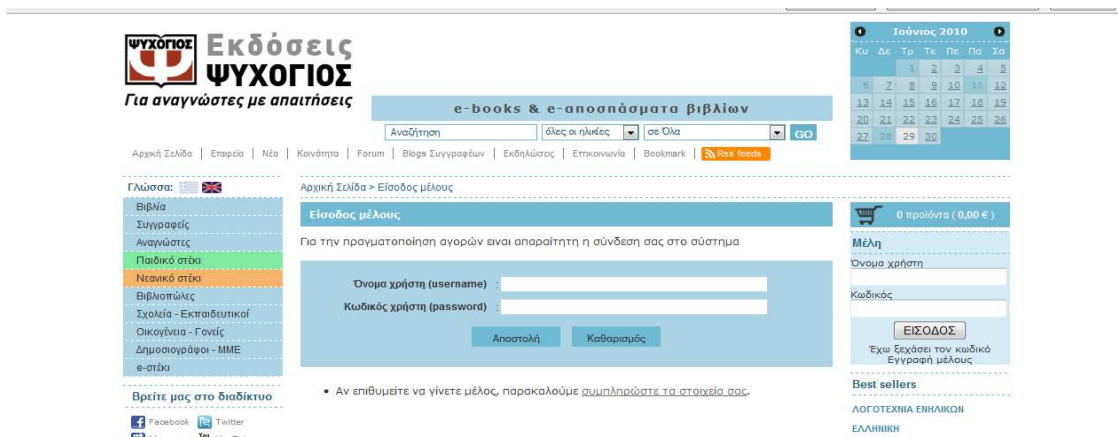 ΨΥΧΟΓΙΟΣ
Εκδόσεις
ΨΥΧΟΓΙΟΣ
Για αναγνώστες με απαιτήσεις
e-books & e-αποσπάσματα βιβλίων
Αναζήτηση όλες οι ηλικίες σε Όλα GO
Αρχική Σελίδα | Εταιρεία | Νέα | Κοινότητα | Forum | Blogs Συγγραφέων | Εκδηλώσεις | Επικοινωνία | Bookmark | Rss feeds
Ιούνιος 2010
Κυ Δε Τρ Τε Πε Πα Σα
1 2 3 4 5
6 7 8 9 10 11 12
13 14 15 16 17 18 19
20 21 22 23 24 25 26
27 28 29 30
Γλώσσα:
Βιβλία
Συγγραφείς
Αναγνώστες
Παιδικό στέκι
Νεανικό στέκι
Βιβλιοπώλες
Σχολεία - Εκπαιδευτικοί
Οικογένεια - Γονείς
Δημοσιογράφοι - ΜΜΕ
e-στέκι
Βρείτε μας στο διαδίκτυο
Facebook Twitter
Αρχική Σελίδα > Είσοδος μέλους
Είσοδος μέλους
Για την πραγματοποίηση αγορών ειναι απαραίτητη η σύνδεση σας στο σύστημα
Όνομα χρήστη (username) :
Κωδικός χρήστη (password) :
Αποστολή Καθαρισμός
• Αν επιθυμείτε να γίνετε μέλος, παρακαλούμε συμπληρώστε τα στοιχεία σας.
0 προϊόντα ( 0,00 € )
Μέλη
Όνομα χρήστη
Κωδικός
ΕΙΣΟΔΟΣ
Έχω ξεχάσει τον κωδικό
Εγγραφή μέλους
Best sellers
ΛΟΓΟΤΕΧΝΙΑ ΕΝΗΛΙΚΩΝ
ΕΛΛΗΝΙΚΗ